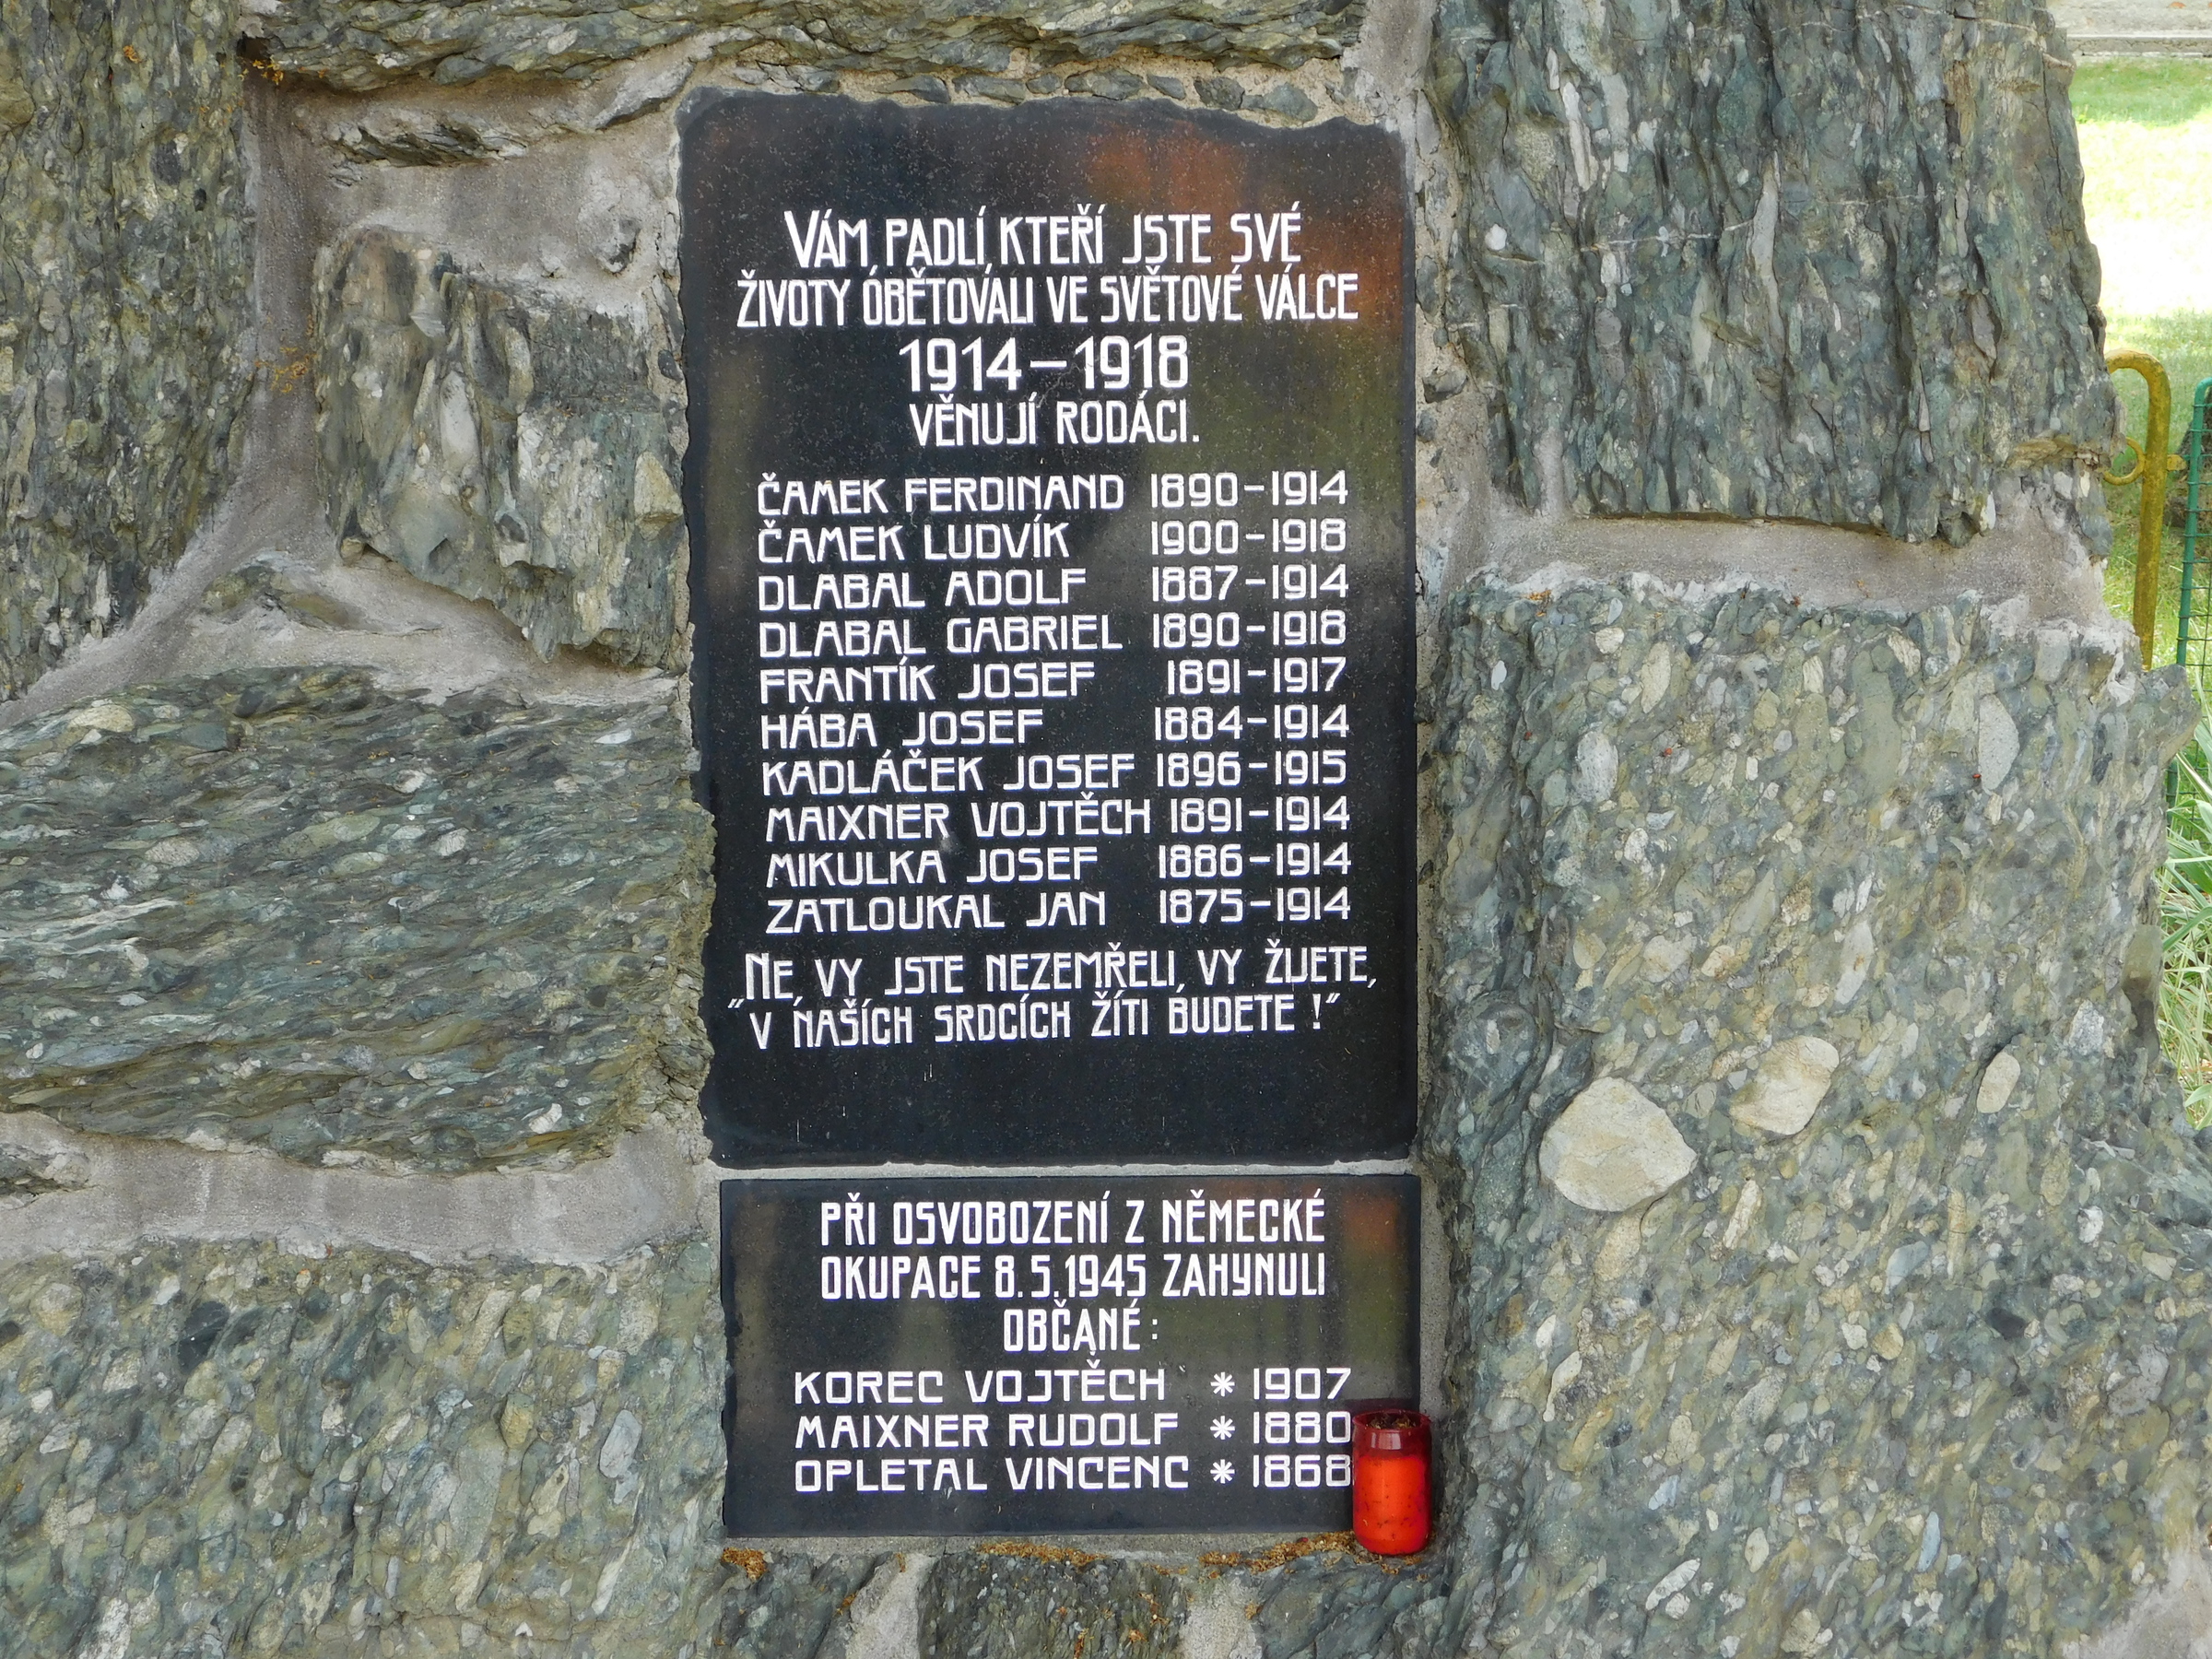 VÁM, PADLÍ, KTEŘÍ JSTE SVÉ
ŽIVOTY OBĚTOVALI VE SVĚTOVÉ VÁLCE
1914 – 1918
VĚNUJÍ RODÁCI.
ČAMEK FERDINAND 1890 – 1914
ČAMEK LUDVÍK 1900 – 1918
DLABAL ADOLF 1887 – 1914
DLABAL GABRIEL 1890 – 1918
FRANTÍK JOSEF 1891 – 1917
HÁBA JOSEF 1884 – 1914
KADLÁČEK JOSEF 1896 – 1915
MAIXNER VOJTĚCH 1891 – 1914
MIKULKA JOSEF 1886 – 1914
ZATLOUKAL JAN 1875 – 1914
"NE, VY JSTE NEZEMŘELI, VY ŽIJETE,
V NAŠÍCH SRDCÍCH ŽÍTI BUDETE !"
PŘI OSVOBOZENÍ Z NĚMECKÉ
OKUPACE 8.5.1945 ZAHYNULI
OBČANÉ :
KOREC VOJTĚCH * 1907
MAIXNER RUDOLF * 1880
OPLETAL VINCENC * 1868